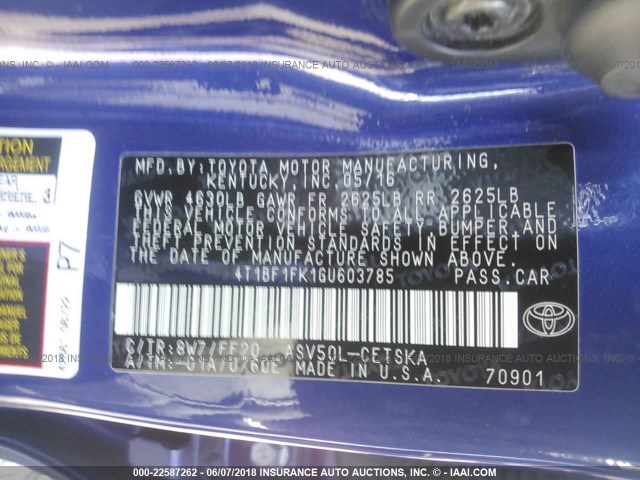 MFD. BY: TOYOTA MOTOR MANUFACTURING,
KENTUCKY, INC. 05/16
GVWR 4630LB GAWR FR 2625LB RR 2625LB
THIS VEHICLE CONFORMS TO ALL APPLICABLE
FEDERAL MOTOR VEHICLE SAFETY, BUMPER, AND
THEFT PREVENTION STANDARDS IN EFFECT ON
THE DATE OF MANUFACTURE SHOWN ABOVE.
4T1BF1FK1GU603785 PASS. CAR
C/TR: 8W7/FF20 ASV50L-CETSKA
A/TM: MADE IN U.S.A. 70901
TOYOTA
P7
000-22587262 - 06/07/2018 INSURANCE AUTO AUCTIONS. - © - IAAI.COM